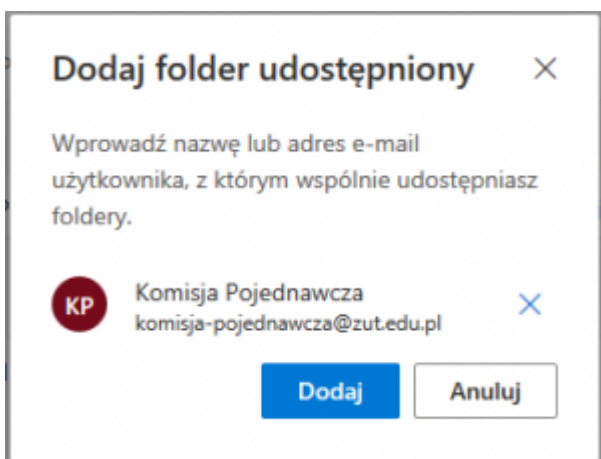 Dodaj folder udostępniony
Wprowadź nazwę lub adres e-mail
użytkownika, z którym wspólnie udostępniasz
foldery.
KP
Komisja Pojednawcza
komisja-pojednawcza@zut.edu.pl
Dodaj Anuluj